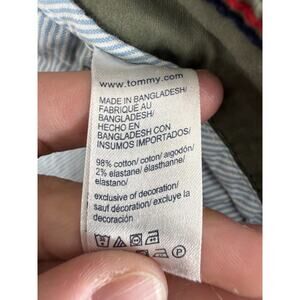 www.tommy.com
MADE IN BANGLADESH/
FABRIQUÉ AU
BANGLADESH/
HECHO EN
BANGLADESH CON
INSUMOS IMPORTADOS/
98% cotton/ coton/ algodón/
2% elastane/ élasthanne/
elastano/
exclusive of decoration/
sauf décoration/ excluye la
decoración